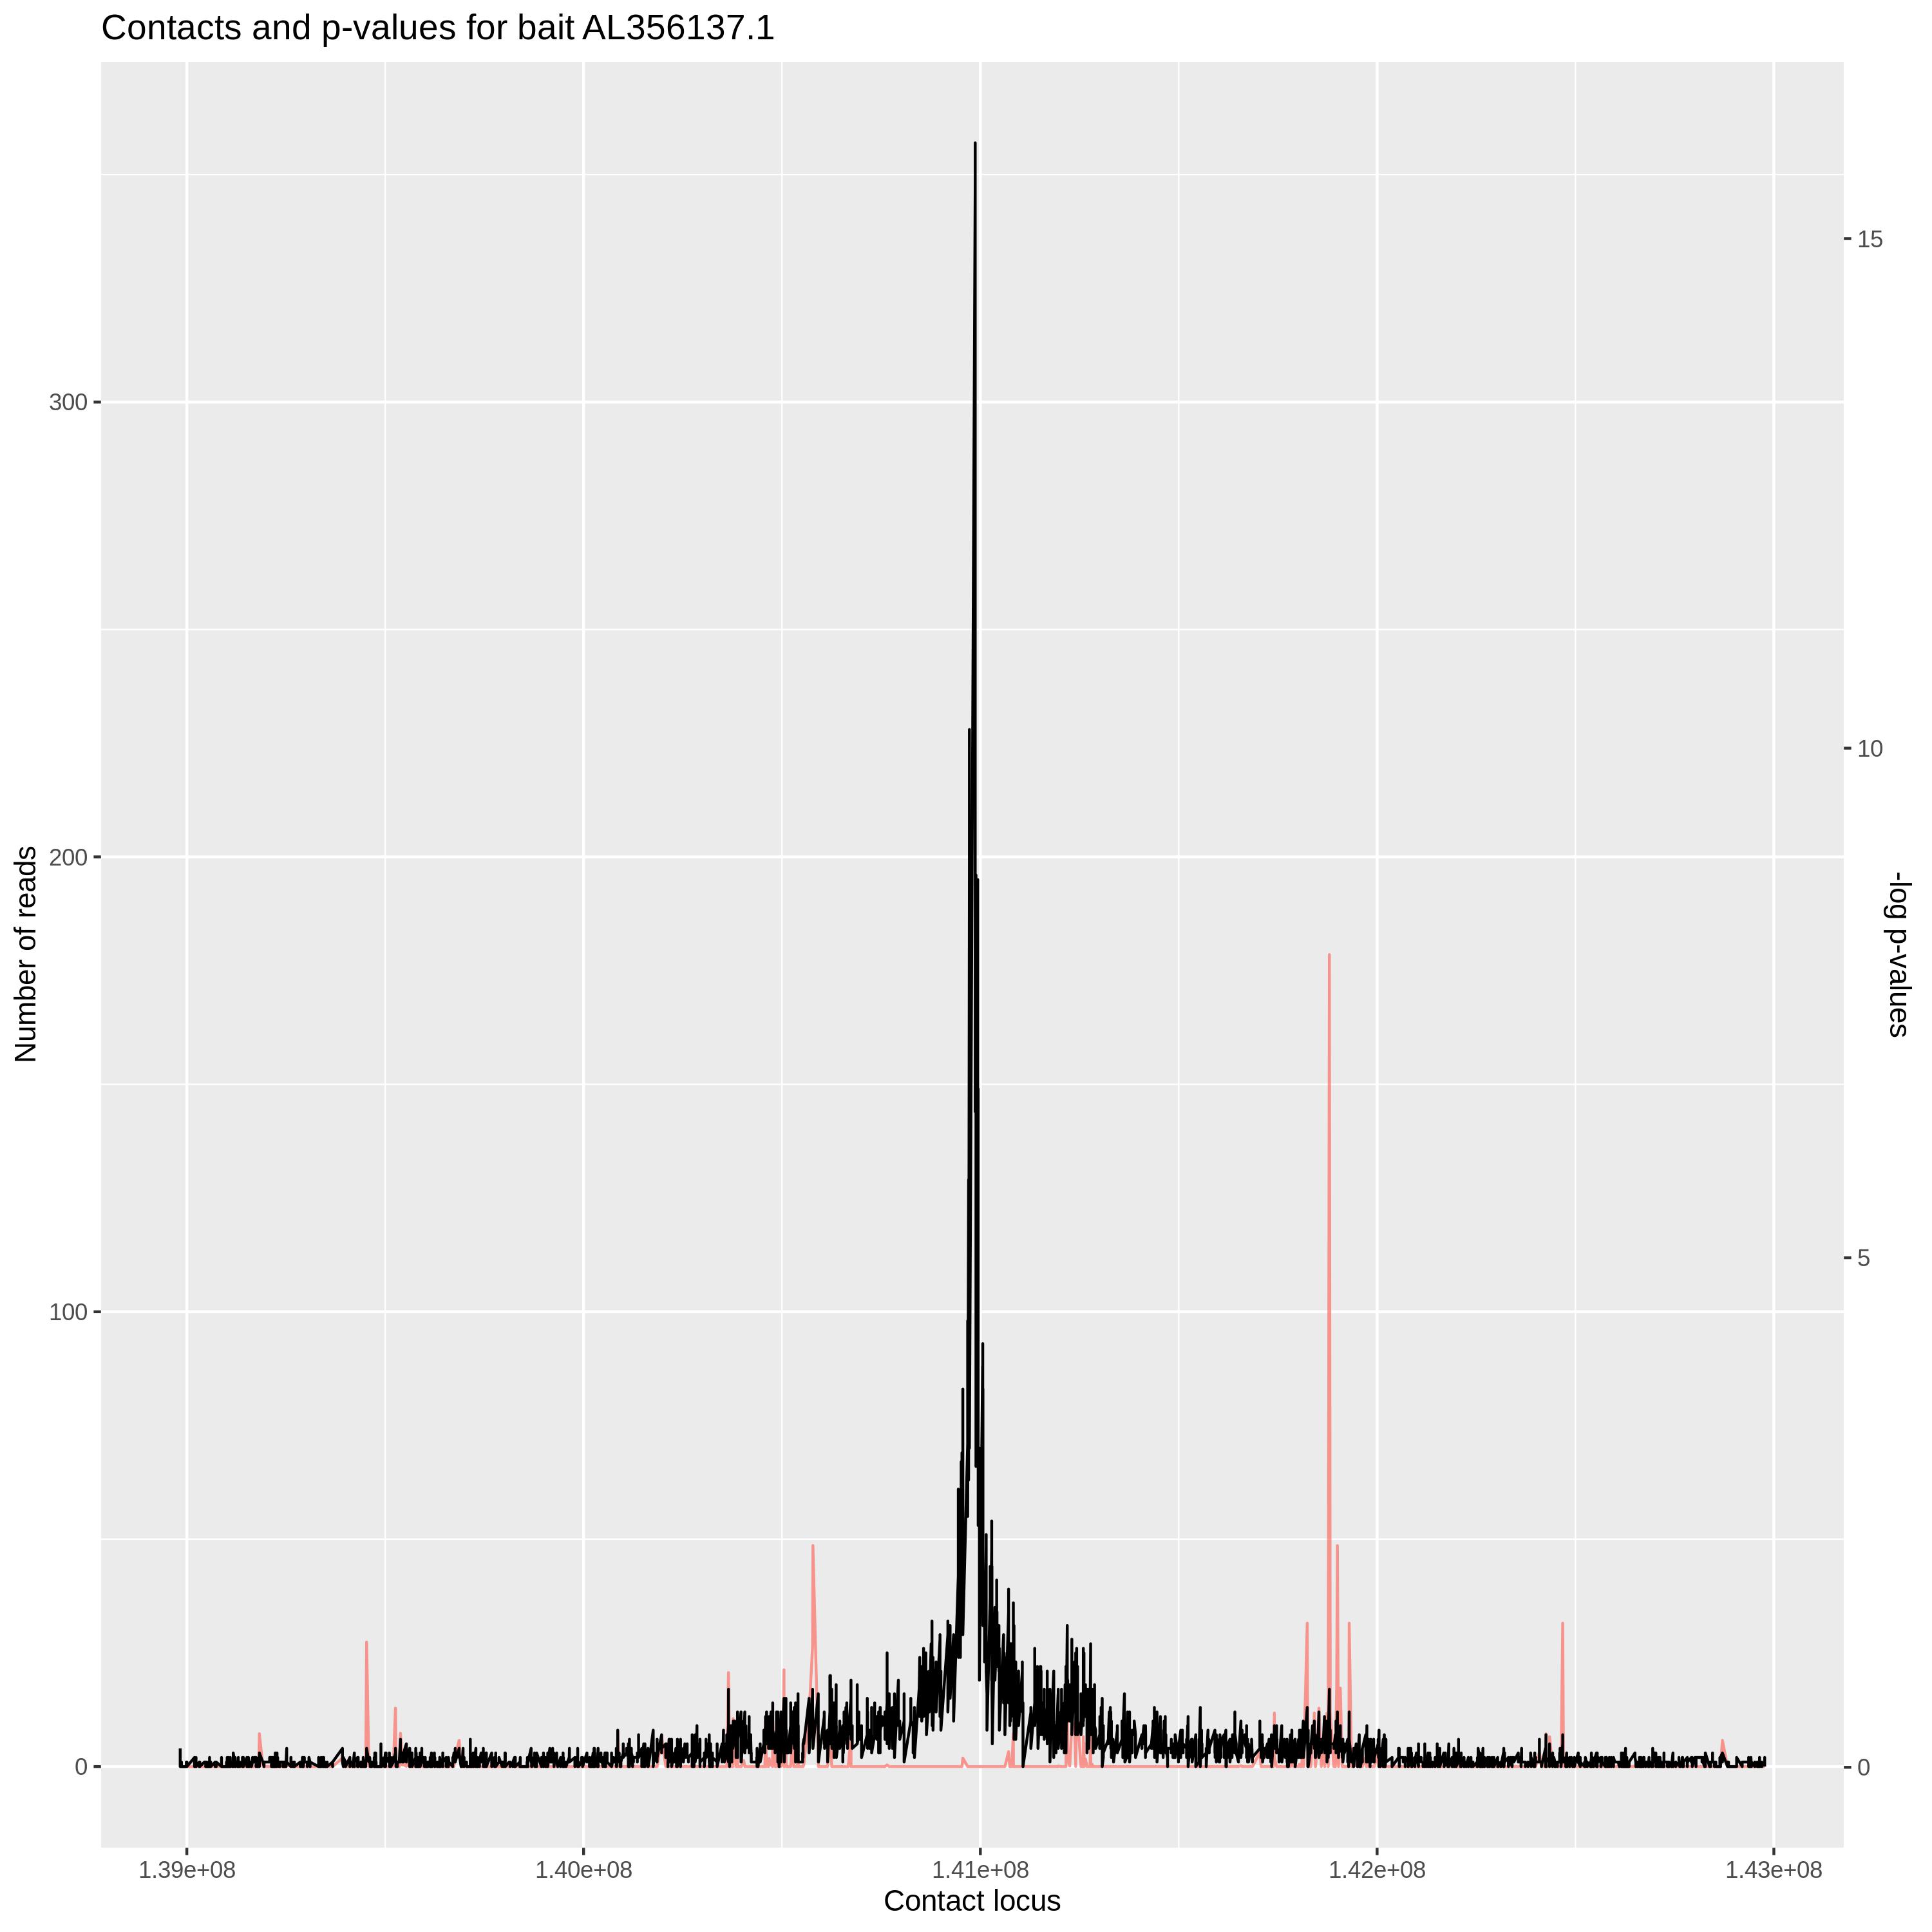 Contacts and p-values for bait AL356137.1
Number of reads
300
200
100
0
15
10
5
0
-log p-values
1.39e+08
1.40e+08
1.41e+08
1.42e+08
1.43e+08
Contact locus